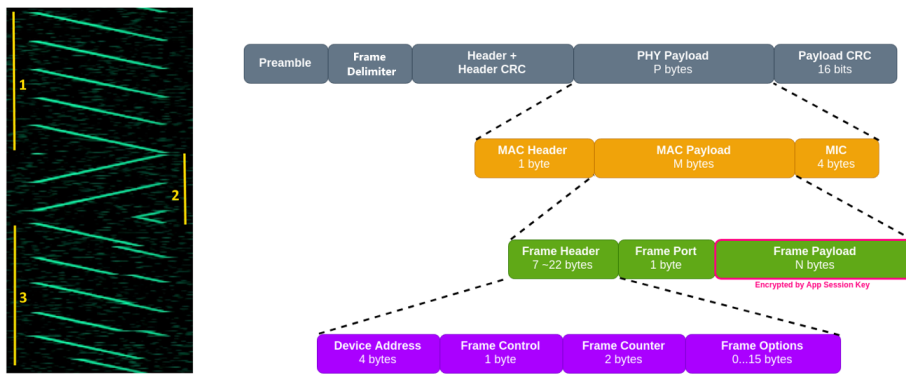 1
2
3
Preamble
Frame
Delimiter
Header +
Header CRC
PHY Payload
P bytes
Payload CRC
16 bits
MAC Header
1 byte
MAC Payload
M bytes
MIC
4 bytes
Frame Header
7 ~22 bytes
Frame Port
1 byte
Frame Payload
N bytes
Encrypted by App Session Key
Device Address
4 bytes
Frame Control
1 byte
Frame Counter
2 bytes
Frame Options
0...15 bytes